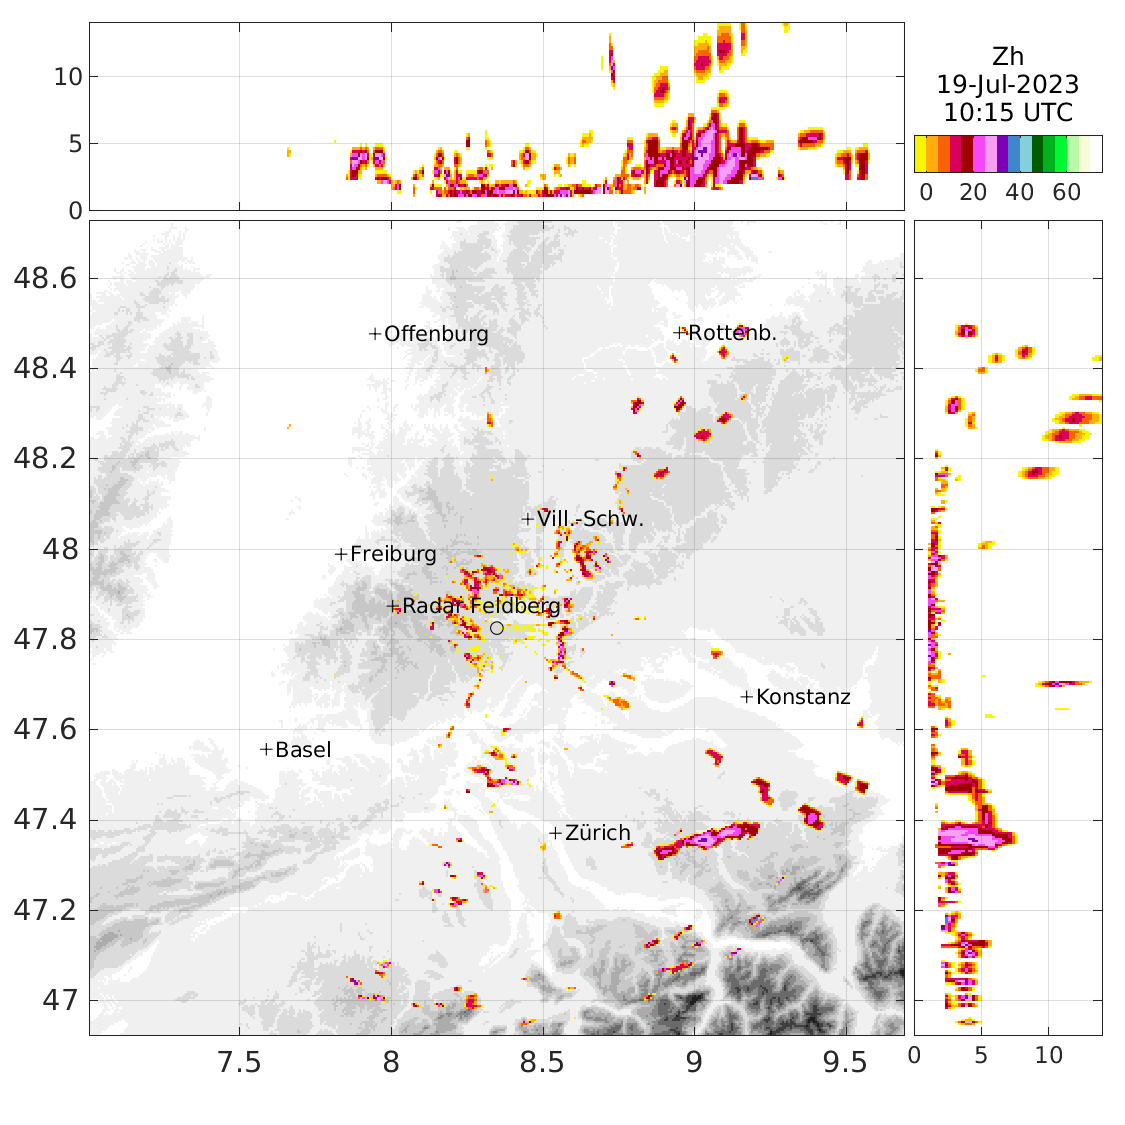 10
5
0
Zh
19-Jul-2023
10:15 UTC
0 20 40 60
48.6
48.4
48.2
48
47.8
47.6
47.4
47.2
47
+Offenburg
+Rottenb.
+Vill.-Schw.
+Freiburg
+Radar Feldberg
+Konstanz
+Basel
+Zürich
7.5 8 8.5 9 9.5
0 5 10